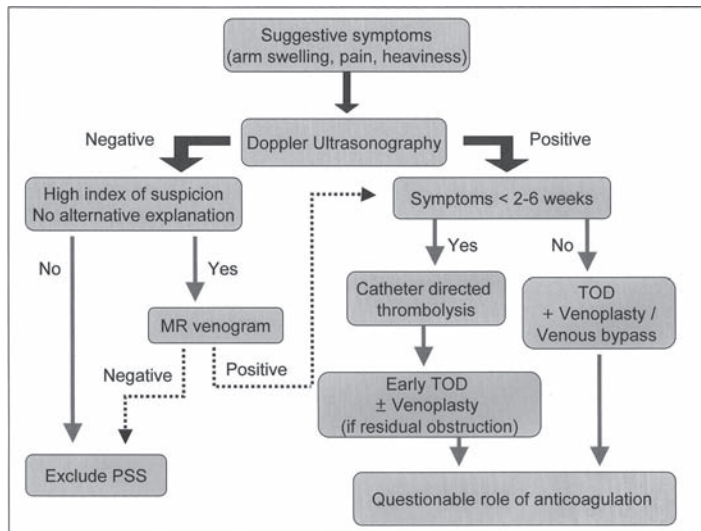 Suggestive symptoms
(arm swelling, pain, heaviness)
Negative
Doppler Ultrasonography
Positive
High index of suspicion
No alternative explanation
Symptoms < 2-6 weeks
No
Yes
Yes
No
MR venogram
Catheter directed
thrombolysis
TOD
+ Venoplasty /
Venous bypass
Negative
Positive
Early TOD
± Venoplasty
(if residual obstruction)
Exclude PSS
Questionable role of anticoagulation